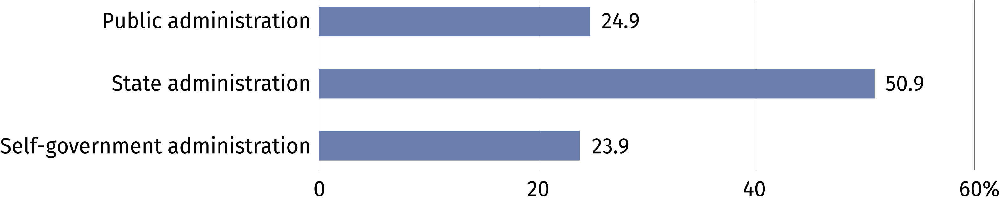 Public administration 24.9
State administration 50.9
Self-government administration 23.9
0 20 40 60%